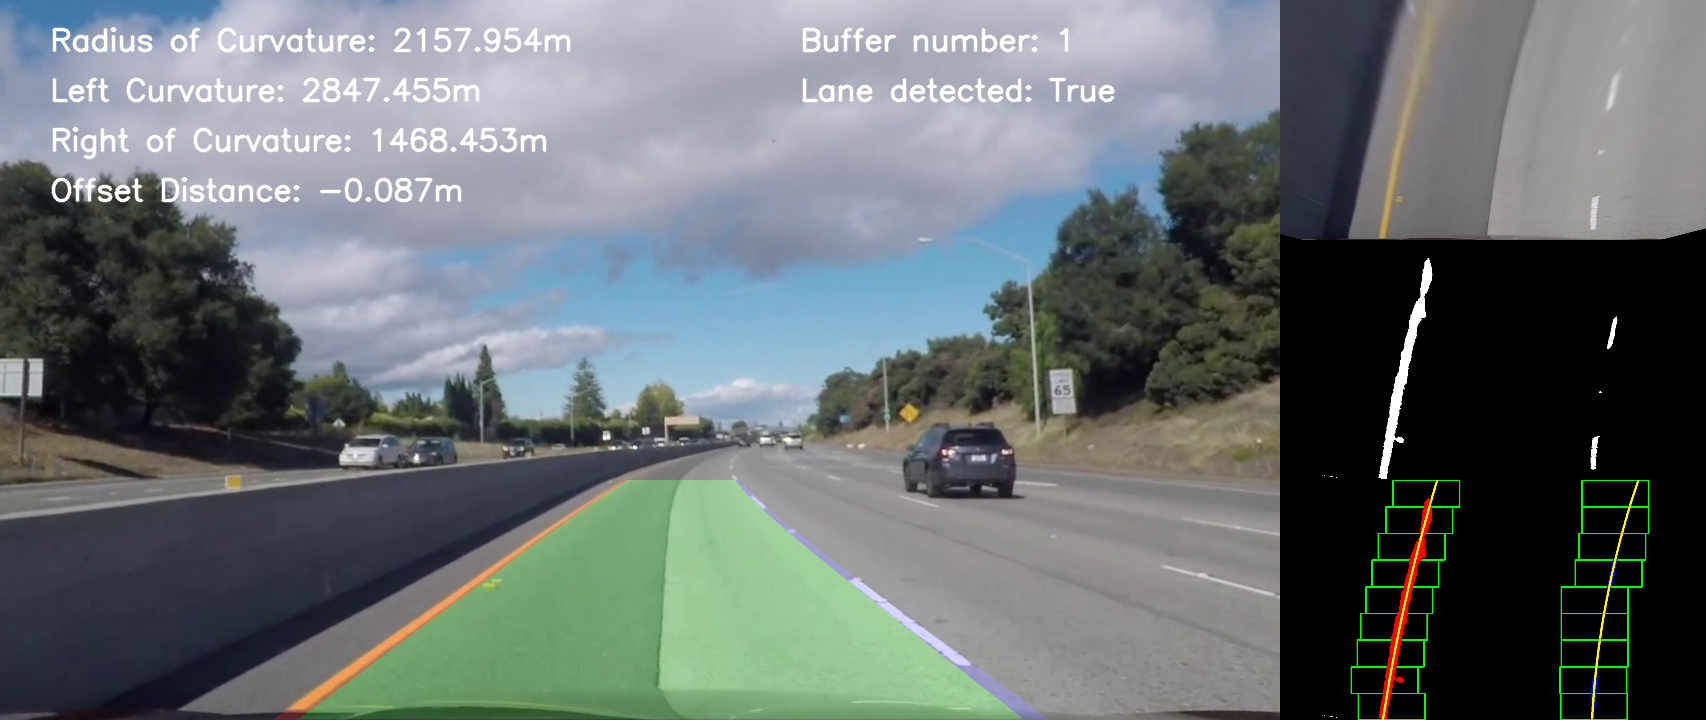 Radius of Curvature: 2157.954m
Left Curvature: 2847.455m
Right of Curvature: 1468.453m
Offset Distance: -0.087m
Buffer number: 1
Lane detected: True
65